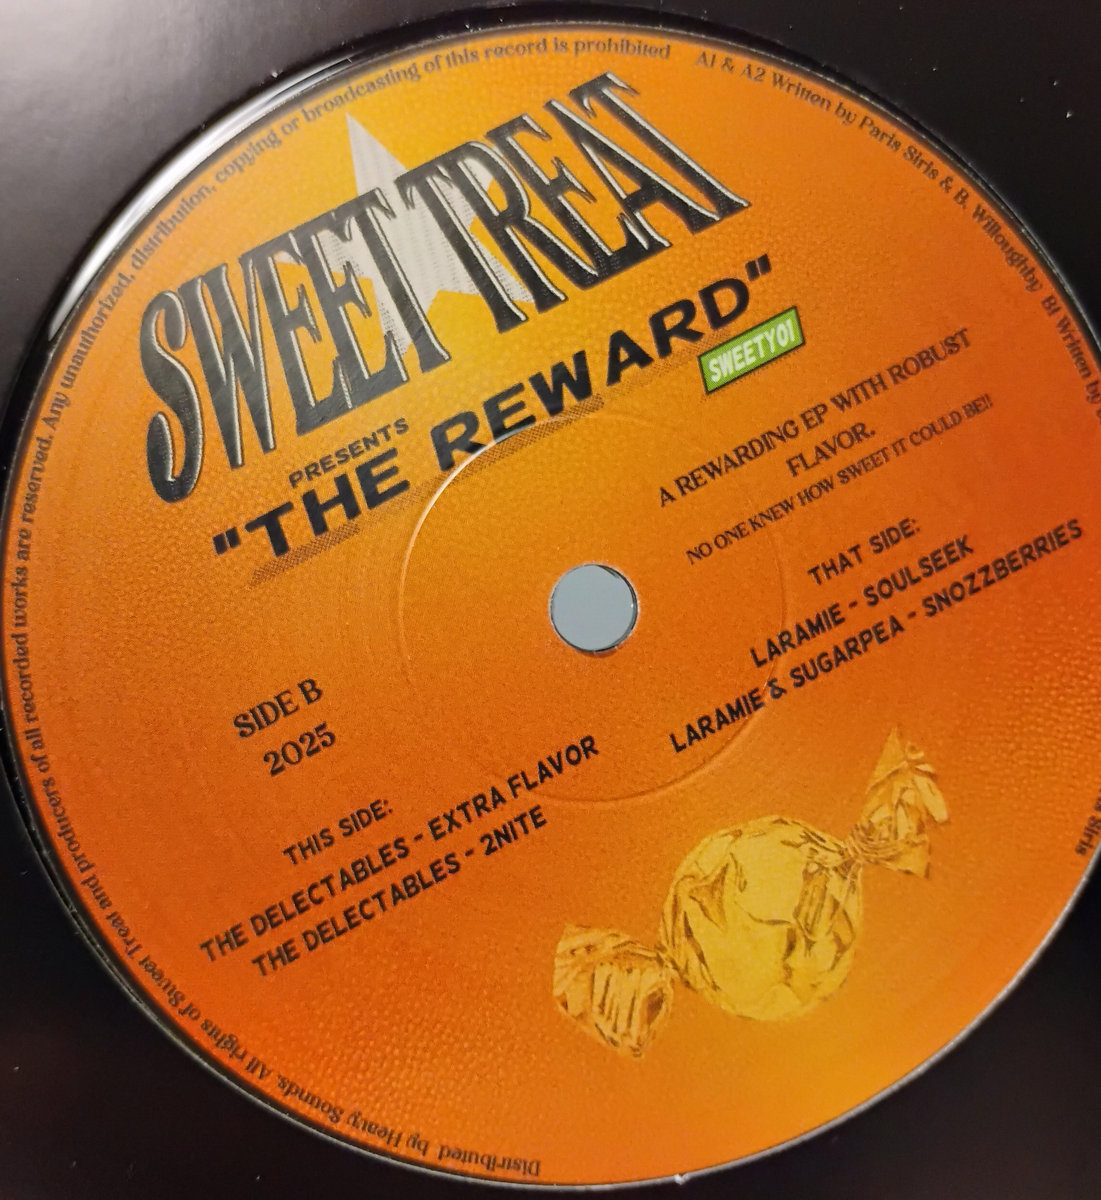 SWEET TREAT
PRESENTS
"THE REWARD"
SWEETY01
A REWARDING EP WITH ROBUST
FLAVOR.
NO ONE KNEW HOW SWEET IT COULD BE!!
SIDE B
2025
THIS SIDE:
THE DELECTABLES - EXTRA FLAVOR
THE DELECTABLES - 2NITE
THAT SIDE:
LARAMIE - SOULSEEK
LARAMIE & SUGARPEA - SNOZZBERRIES
Distributed by Heavy Sounds. All rights of Sweet Treat and producers of all recorded works are reserved. Any unauthorized, distribution, copying or broadcasting of this record is prohibited
A1 & A2 Written by Paris Siris & B. Willoughby B1 Written by
Siris